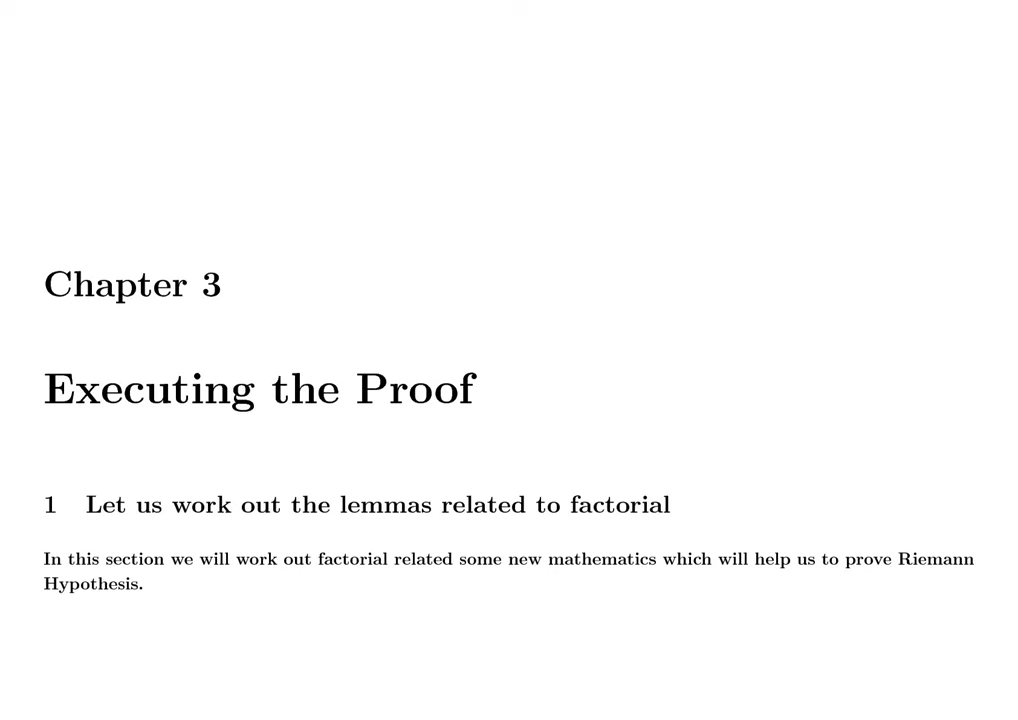 Chapter 3
Executing the Proof
1 Let us work out the lemmas related to factorial
In this section we will work out factorial related some new mathematics which will help us to prove Riemann
Hypothesis.